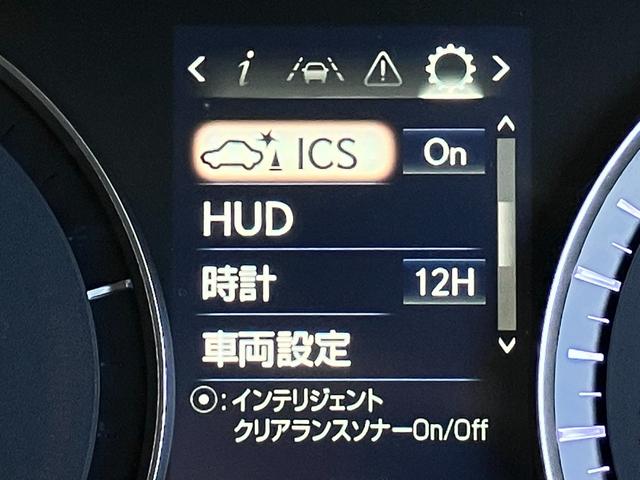 ICS On
HUD
時計 12H
車両設定
:インテリジェント
クリアランスソナーOn/Off